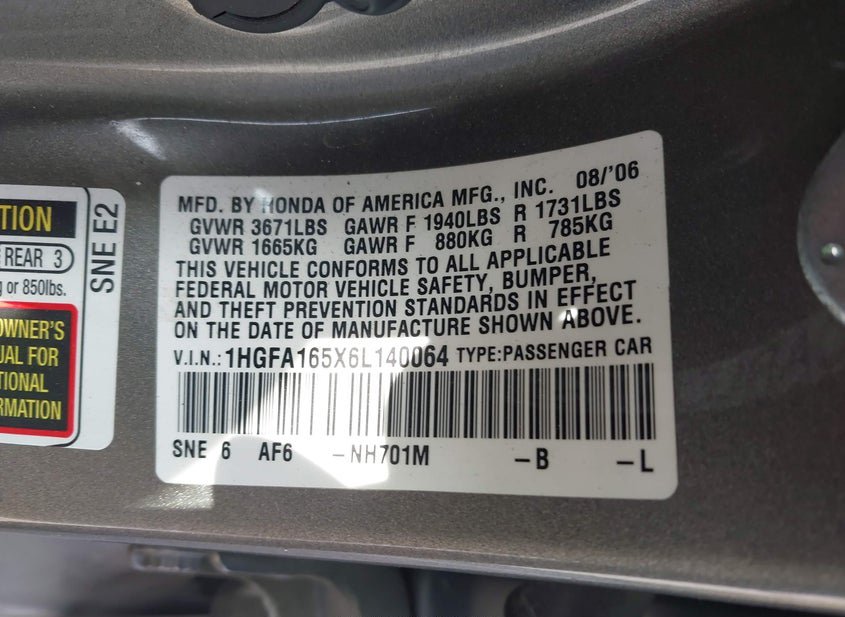 TION
REAR 3
g or 850lbs.
OWNER'S
UAL FOR
TIONAL
ORMATION
SNE E2
MFD. BY HONDA OF AMERICA MFG., INC. 08/'06
GVWR 3671LBS GAWR F 1940LBS R 1731LBS
GVWR 1665KG GAWR F 880KG R 785KG
THIS VEHICLE CONFORMS TO ALL APPLICABLE
FEDERAL MOTOR VEHICLE SAFETY, BUMPER,
AND THEFT PREVENTION STANDARDS IN EFFECT
ON THE DATE OF MANUFACTURE SHOWN ABOVE.
V.I.N.: 1HGFA165X6L140064 TYPE:PASSENGER CAR
SNE 6 AF6 -NH701M -B -L